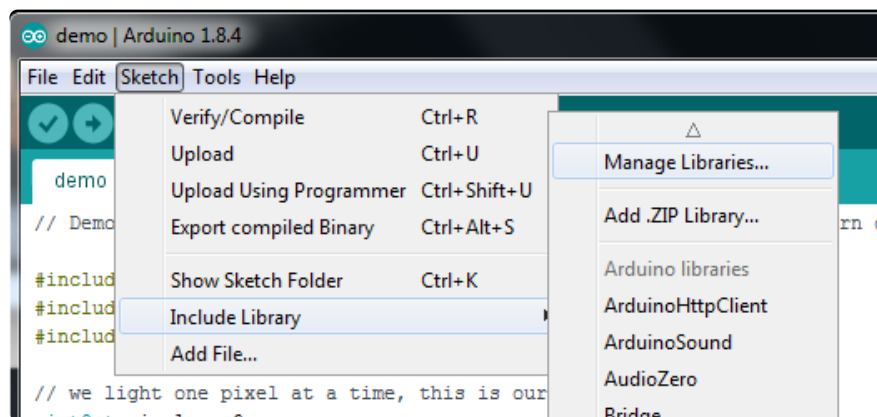 demo | Arduino 1.8.4
File Edit Sketch Tools Help
Verify/Compile Ctrl+R
Upload Ctrl+U
Upload Using Programmer Ctrl+Shift+U
Export compiled Binary Ctrl+Alt+S
Show Sketch Folder Ctrl+K
Include Library
Add File...
Manage Libraries...
Add .ZIP Library...
Arduino libraries
ArduinoHttpClient
ArduinoSound
AudioZero
Bridge
demo
// Demo
#includ
#includ
#includ
// we light one pixel at a time, this is our